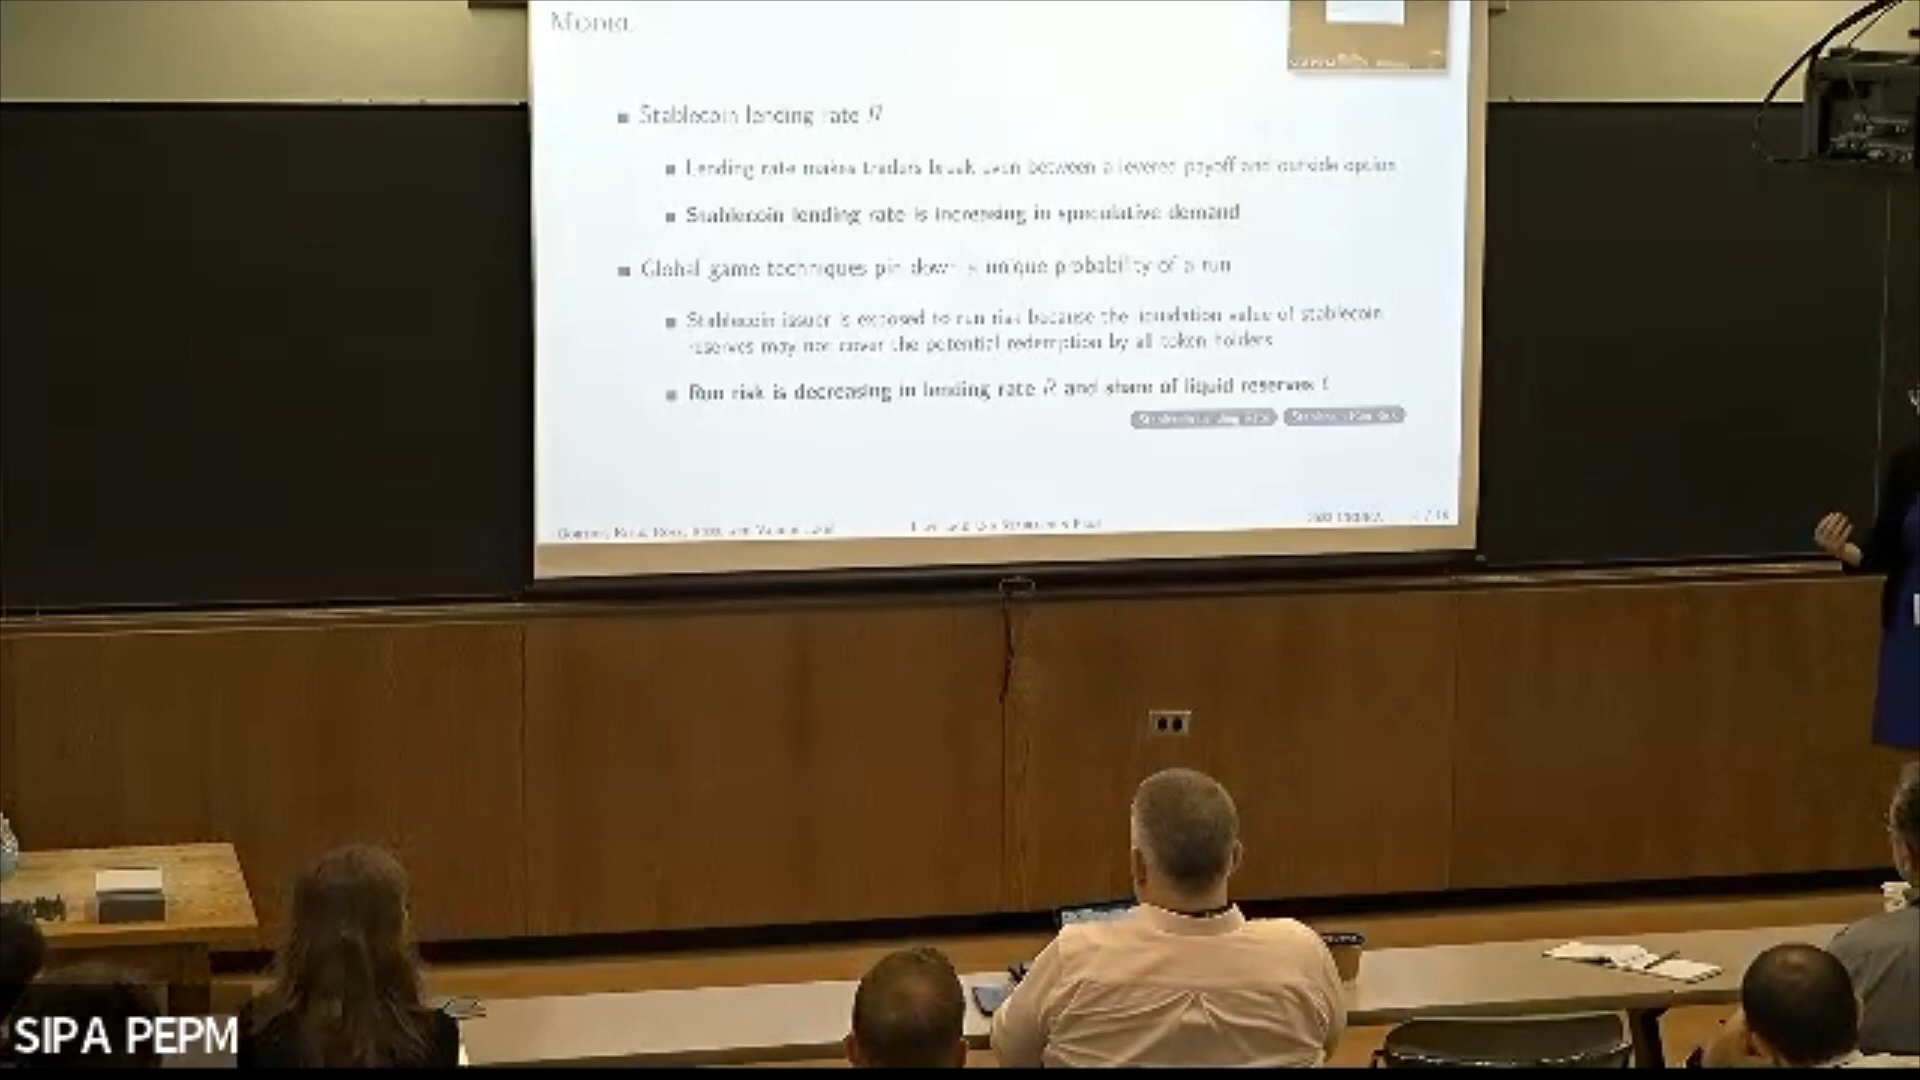 Model
Stablecoin lending rate R
Lending rate makes traders break even between a levered payoff and outside option
Stablecoin lending rate is increasing in speculative demand
Global game techniques pin down a unique probability of a run
Stablecoin issuer is exposed to run risk because the liquidation value of stablecoin
reserves may not cover the potential redemption by all token holders
Run risk is decreasing in lending rate R and share of liquid reserves ℓ
SIPA PEPM